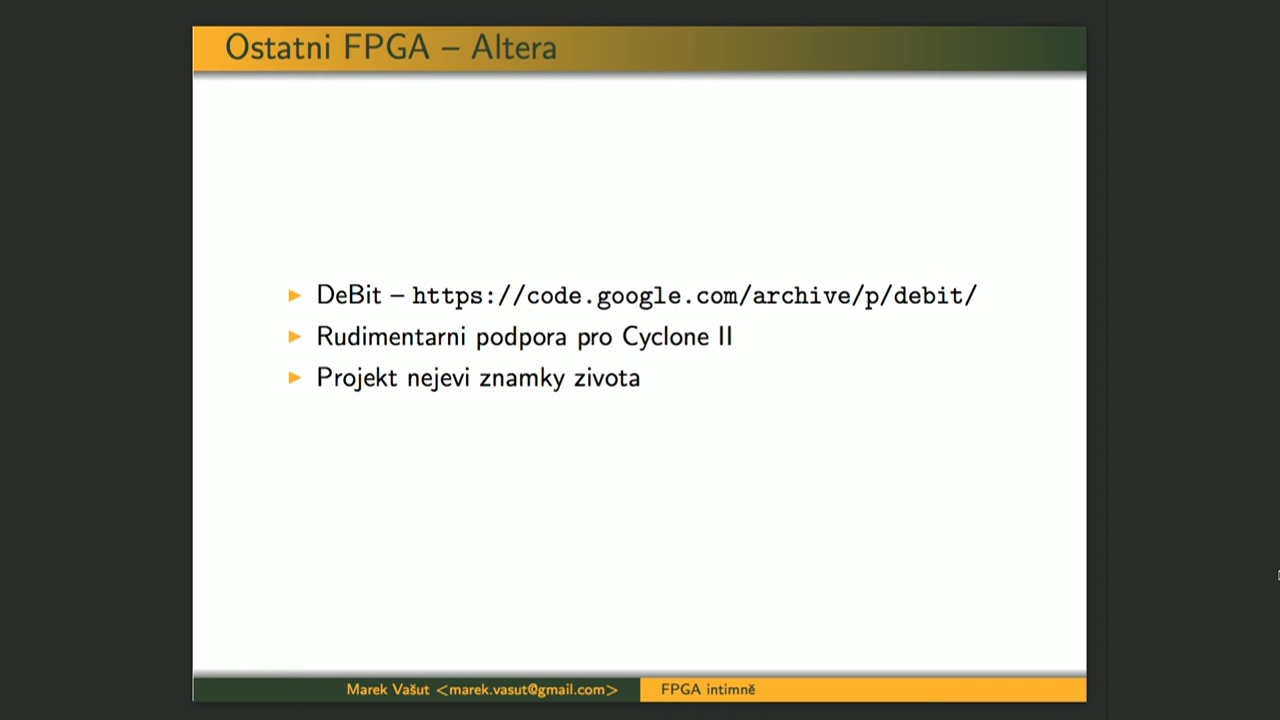 Ostatni FPGA – Altera
DeBit – https://code.google.com/archive/p/debit/
Rudimentarni podpora pro Cyclone II
Projekt nejevi znamky zivota
Marek Vašut <marek.vasut@gmail.com>
FPGA intimně